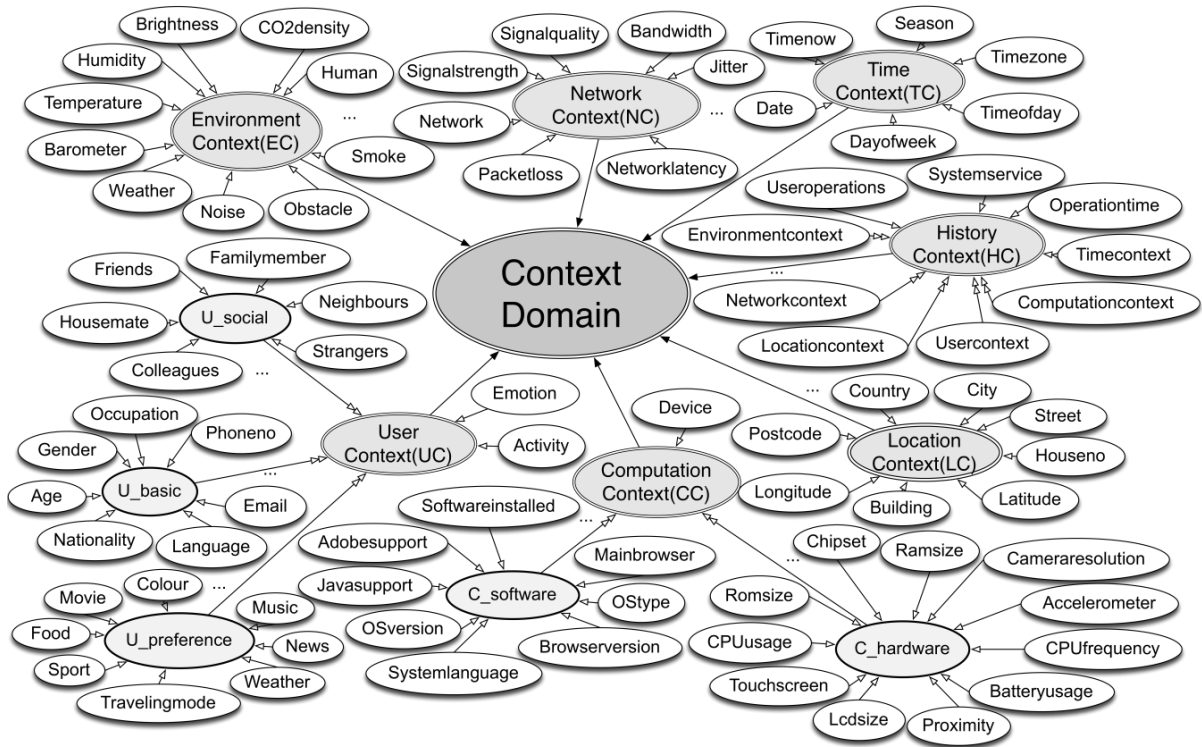 Brightness
CO2density
Humidity
Human
Temperature
Environment
Context(EC)
...
Barometer
Smoke
Weather
Noise
Obstacle
Signalquality
Bandwidth
Signalstrength
Jitter
Network
Context(NC)
...
Network
Packetloss
Networklatency
Season
Timenow
Timezone
Time
Context(TC)
Date
Timeofday
Dayofweek
Systemservice
Useroperations
Operationtime
Environmentcontext
History
Context(HC)
Timecontext
...
Networkcontext
Computationcontext
Locationcontext
Usercontext
Context
Domain
Familymember
Friends
Neighbours
Housemate
U_social
Strangers
Colleagues
...
Emotion
User
Context(UC)
Activity
Occupation
Phoneno
Gender
...
Age
U_basic
Email
Nationality
Language
Colour
...
Movie
Music
Food
U_preference
News
Sport
Weather
Travelingmode
Device
Computation
Context(CC)
Softwareinstalled
...
Adobesupport
Mainbrowser
Javasupport
C_software
OStype
OSversion
Browserversion
Systemlanguage
...
Country
City
Postcode
Street
Location
Context(LC)
Houseno
Longitude
Building
Latitude
...
Chipset
Ramsize
Cameraresolution
Romsize
Accelerometer
CPUusage
C_hardware
CPUfrequency
Touchscreen
Batteryusage
Lcdsize
Proximity